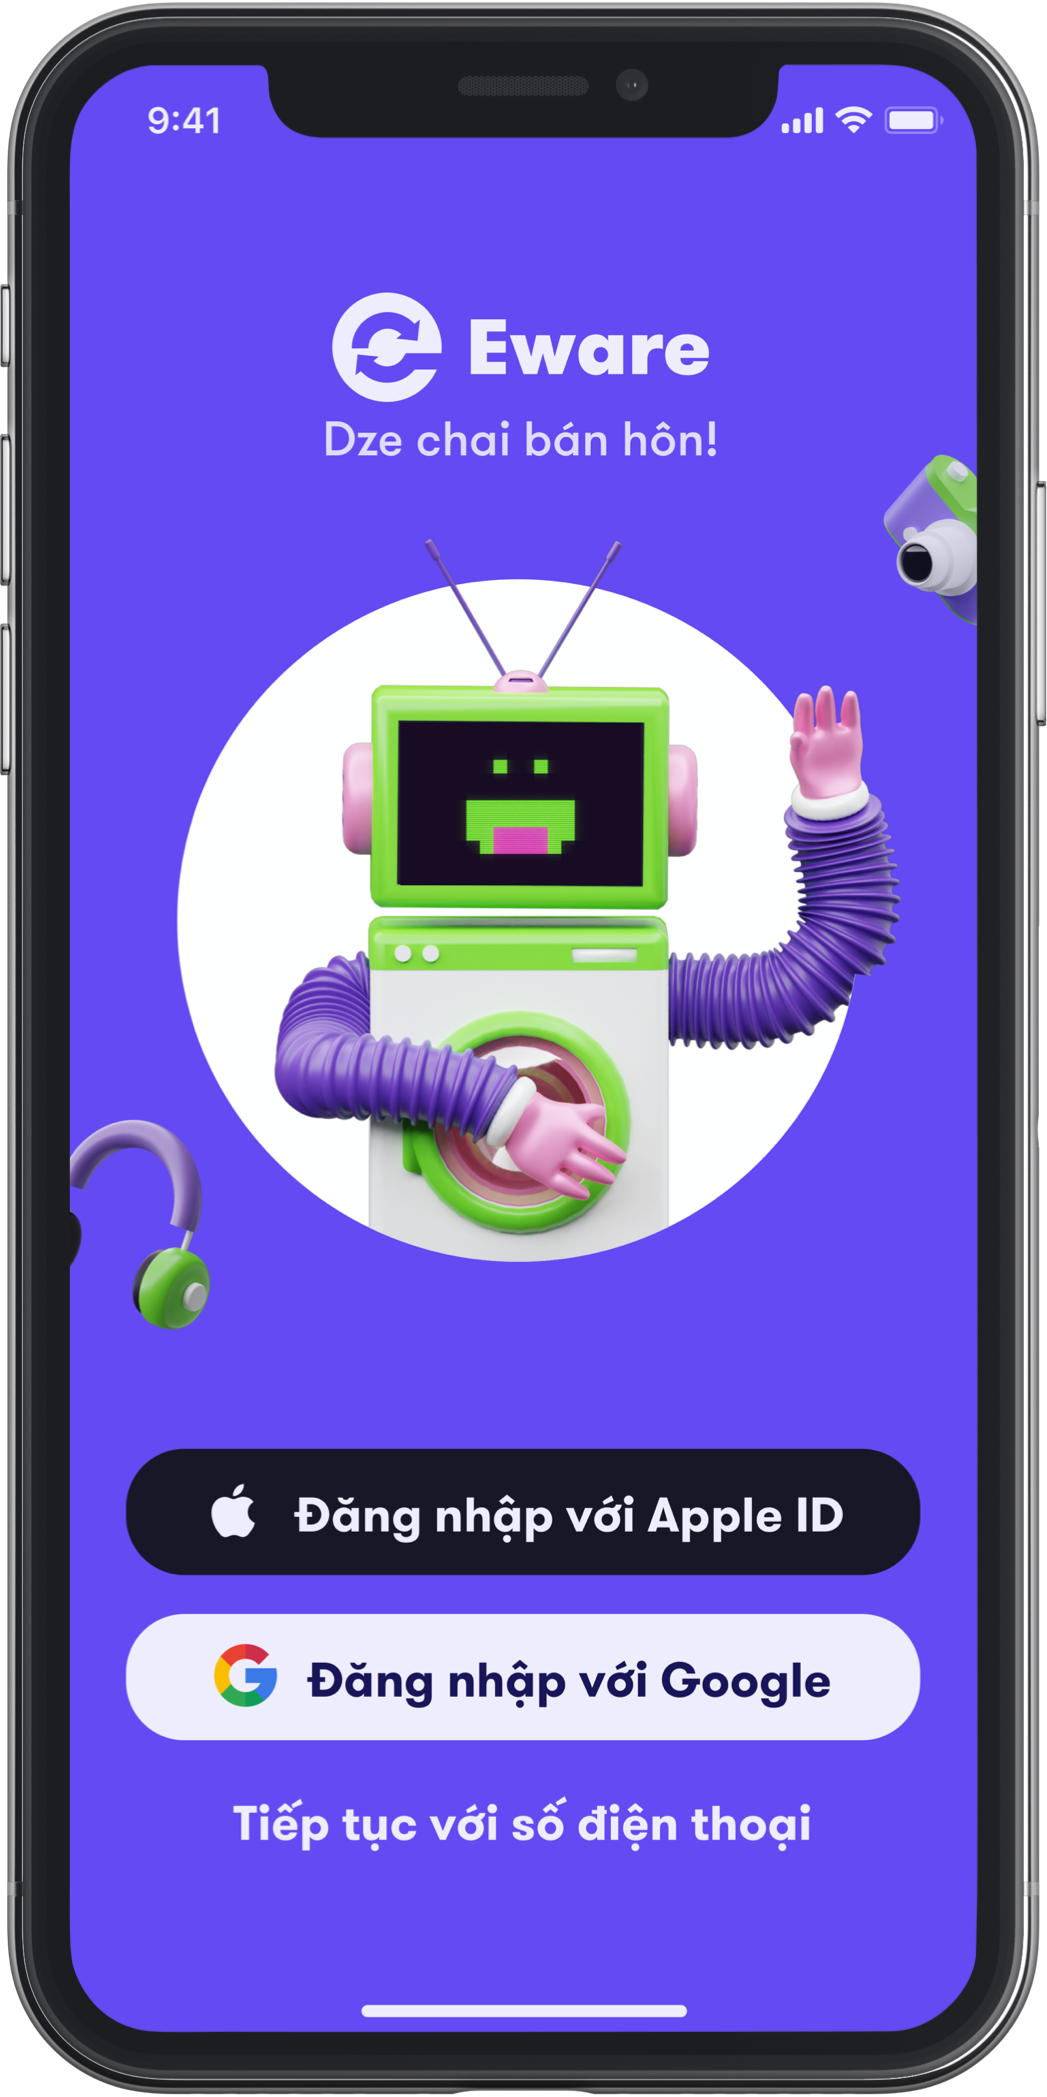 9:41
Eware
Dze chai bán hôn!
Đăng nhập với Apple ID
Đăng nhập với Google
Tiếp tục với số điện thoại